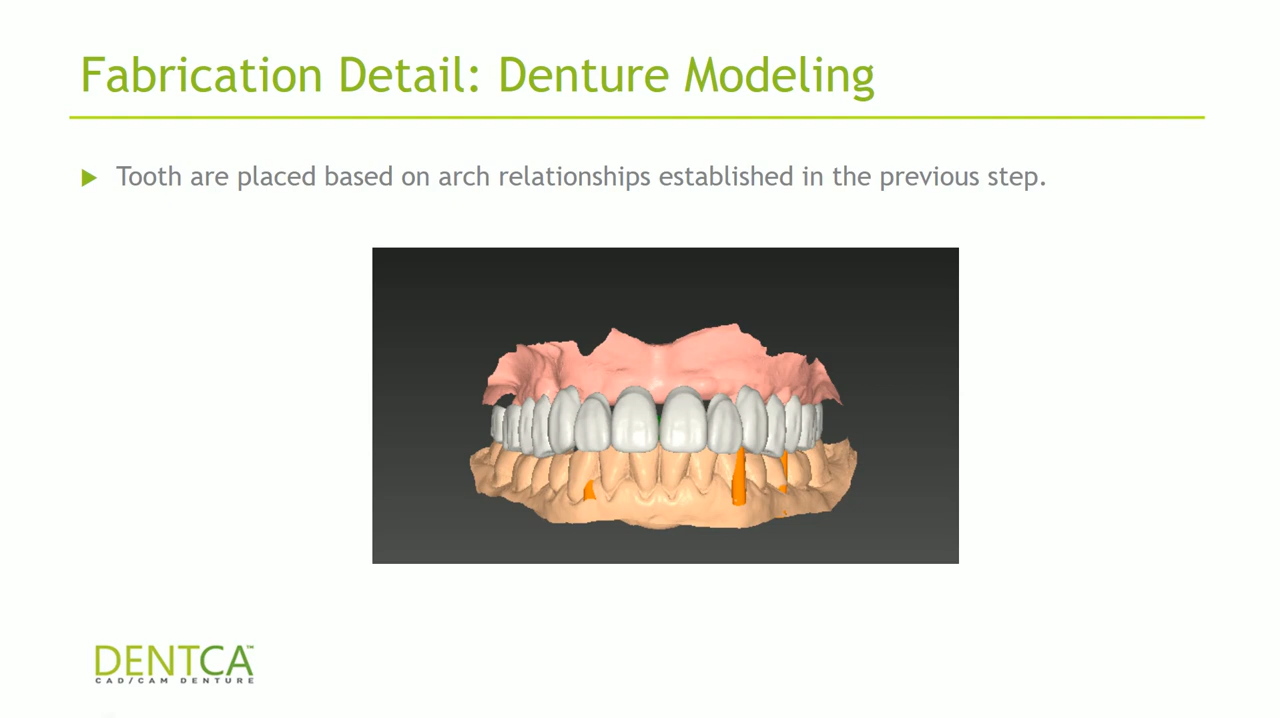 Fabrication Detail: Denture Modeling
Tooth are placed based on arch relationships established in the previous step.
DENTCA™
CAD/CAM DENTURE